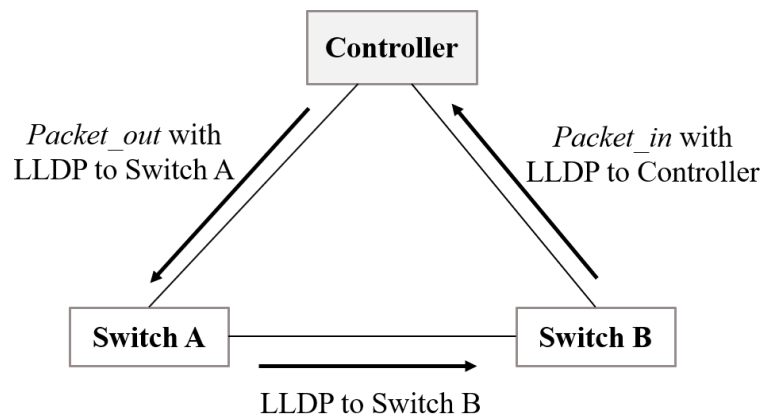 Controller
Packet_out with
LLDP to Switch A
Packet_in with
LLDP to Controller
Switch A
Switch B
LLDP to Switch B